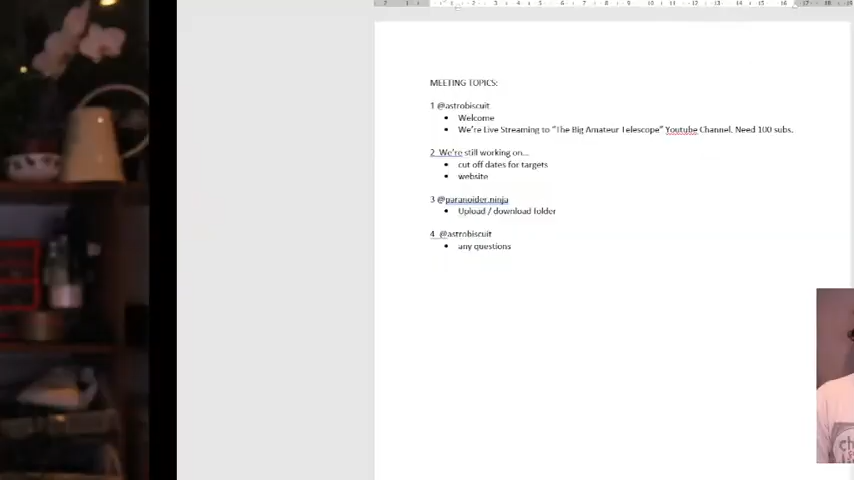 MEETING TOPICS:
1 @astrobiscuit
• Welcome
• We're Live Streaming to "The Big Amateur Telescope" Youtube Channel. Need 100 subs.
2 We're still working on...
• cut off dates for targets
• website
3 @paranoider.ninja
• Upload / download folder
4 @astrobiscuit
• any questions